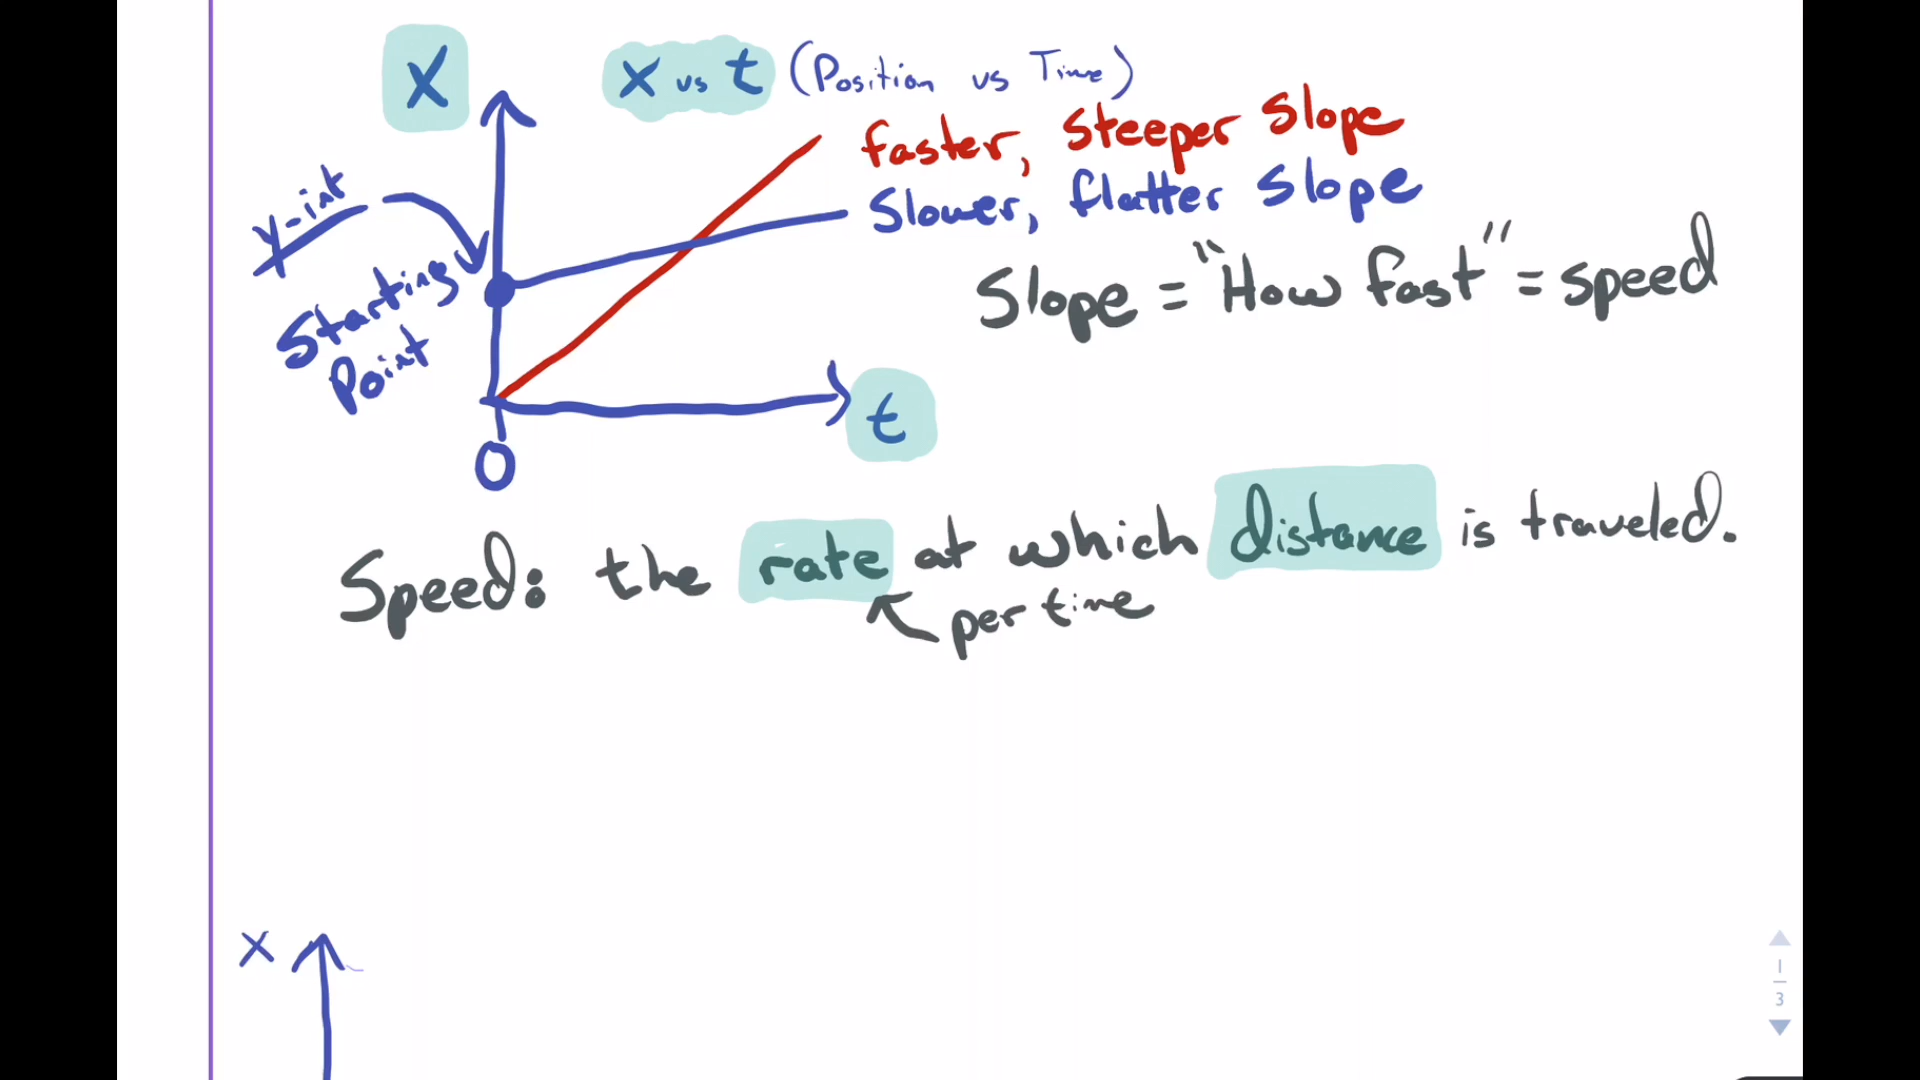 X
x vs t (Position vs Time)
faster, steeper slope
slower, flatter slope
y-int
Starting
Point
Slope = "How fast" = speed
t
0
Speed: the rate at which distance is traveled.
per time
x
1
3